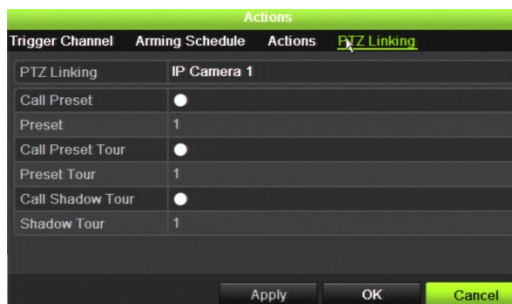 Actions
Trigger Channel Arming Schedule Actions PTZ Linking
PTZ Linking IP Camera 1
Call Preset
Preset 1
Call Preset Tour
Preset Tour 1
Call Shadow Tour
Shadow Tour 1
Apply OK Cancel